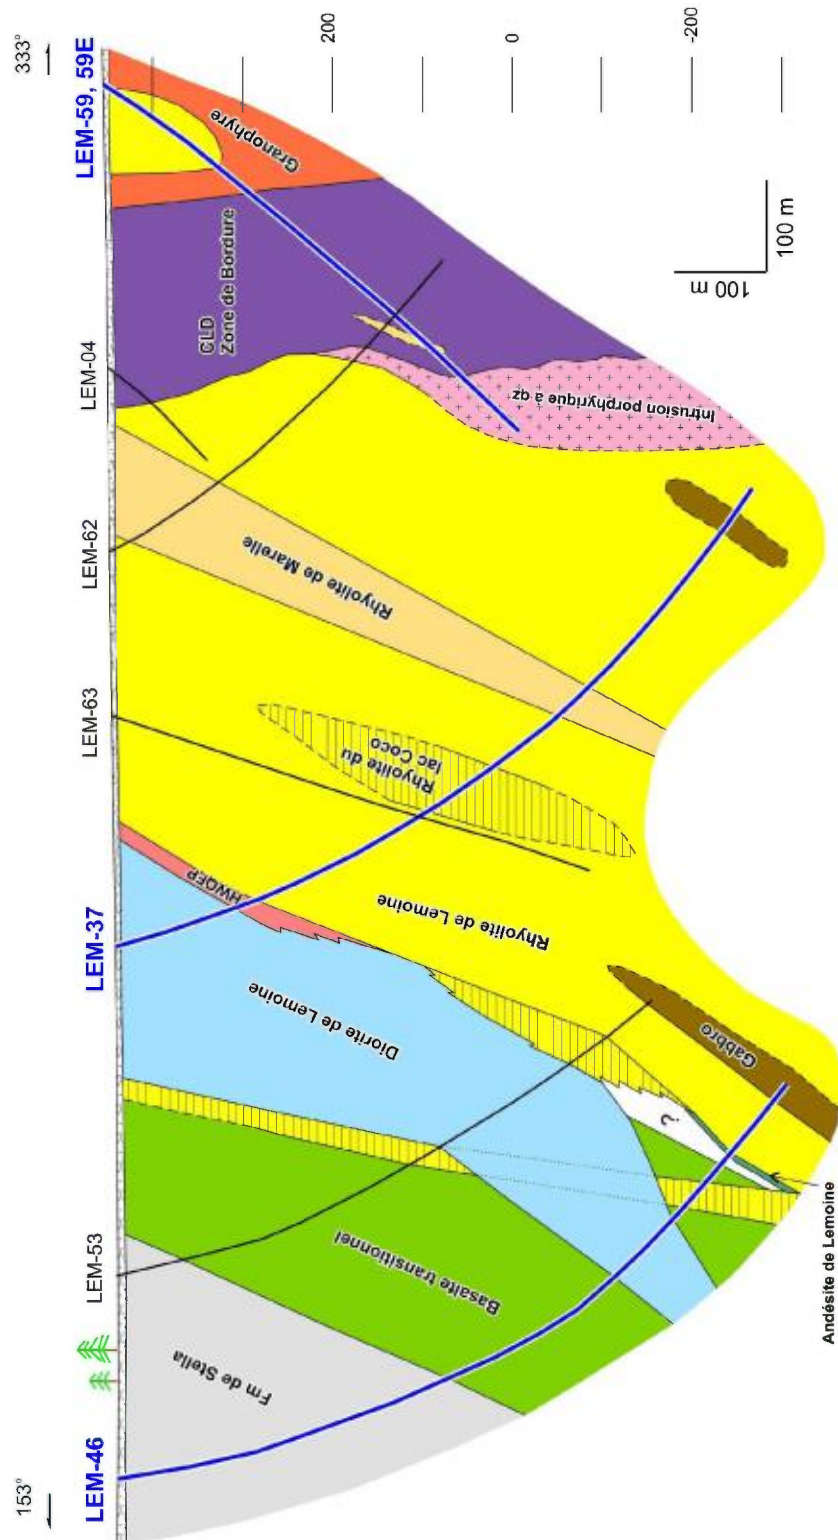 333°
LEM-59, 59E
LEM-04
LEM-62
LEM-63
LEM-37
LEM-53
LEM-46
153°
200
0
-200
Granophyre
CLD
Zone de Bordure
Intrusion porphyrique à qz
100 m
100 m
Rhyolite de Marelle
Rhyolite du
lac Coco
HWQFP
Rhyolite de Lemoine
Diorite de Lemoine
Gabbro
?
Andésite de Lemoine
Basalte transitionnel
Fm de Stella